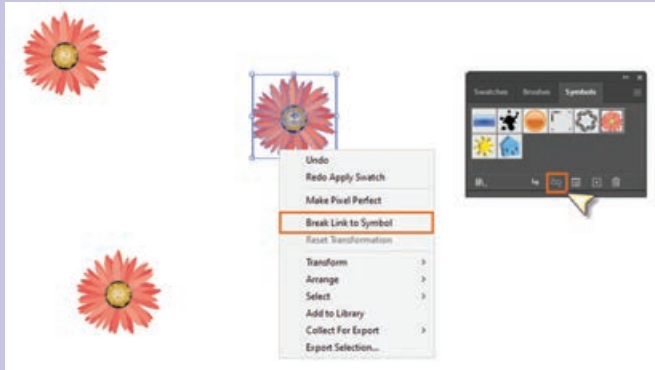 Swatches Brushes Symbols
Undo
Redo Apply Swatch
Make Pixel Perfect
Break Link to Symbol
Reset Transformation
Transform
Arrange
Select
Add to Library
Collect For Export
Export Selection...